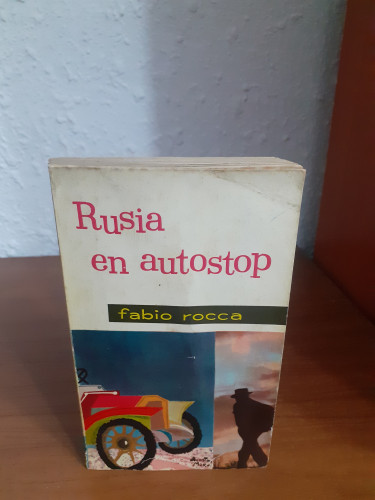 Rusia
en autostop
fabio rocca